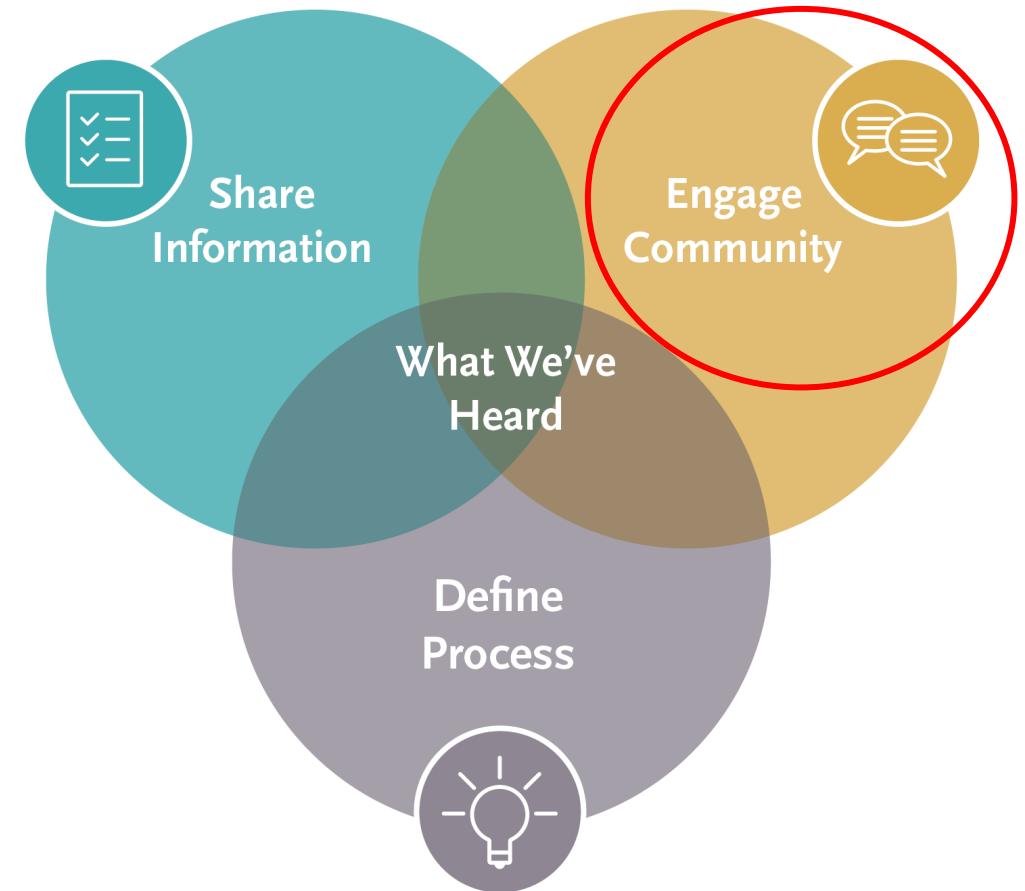 Share
Information
Engage
Community
What We’ve
Heard
Define
Process